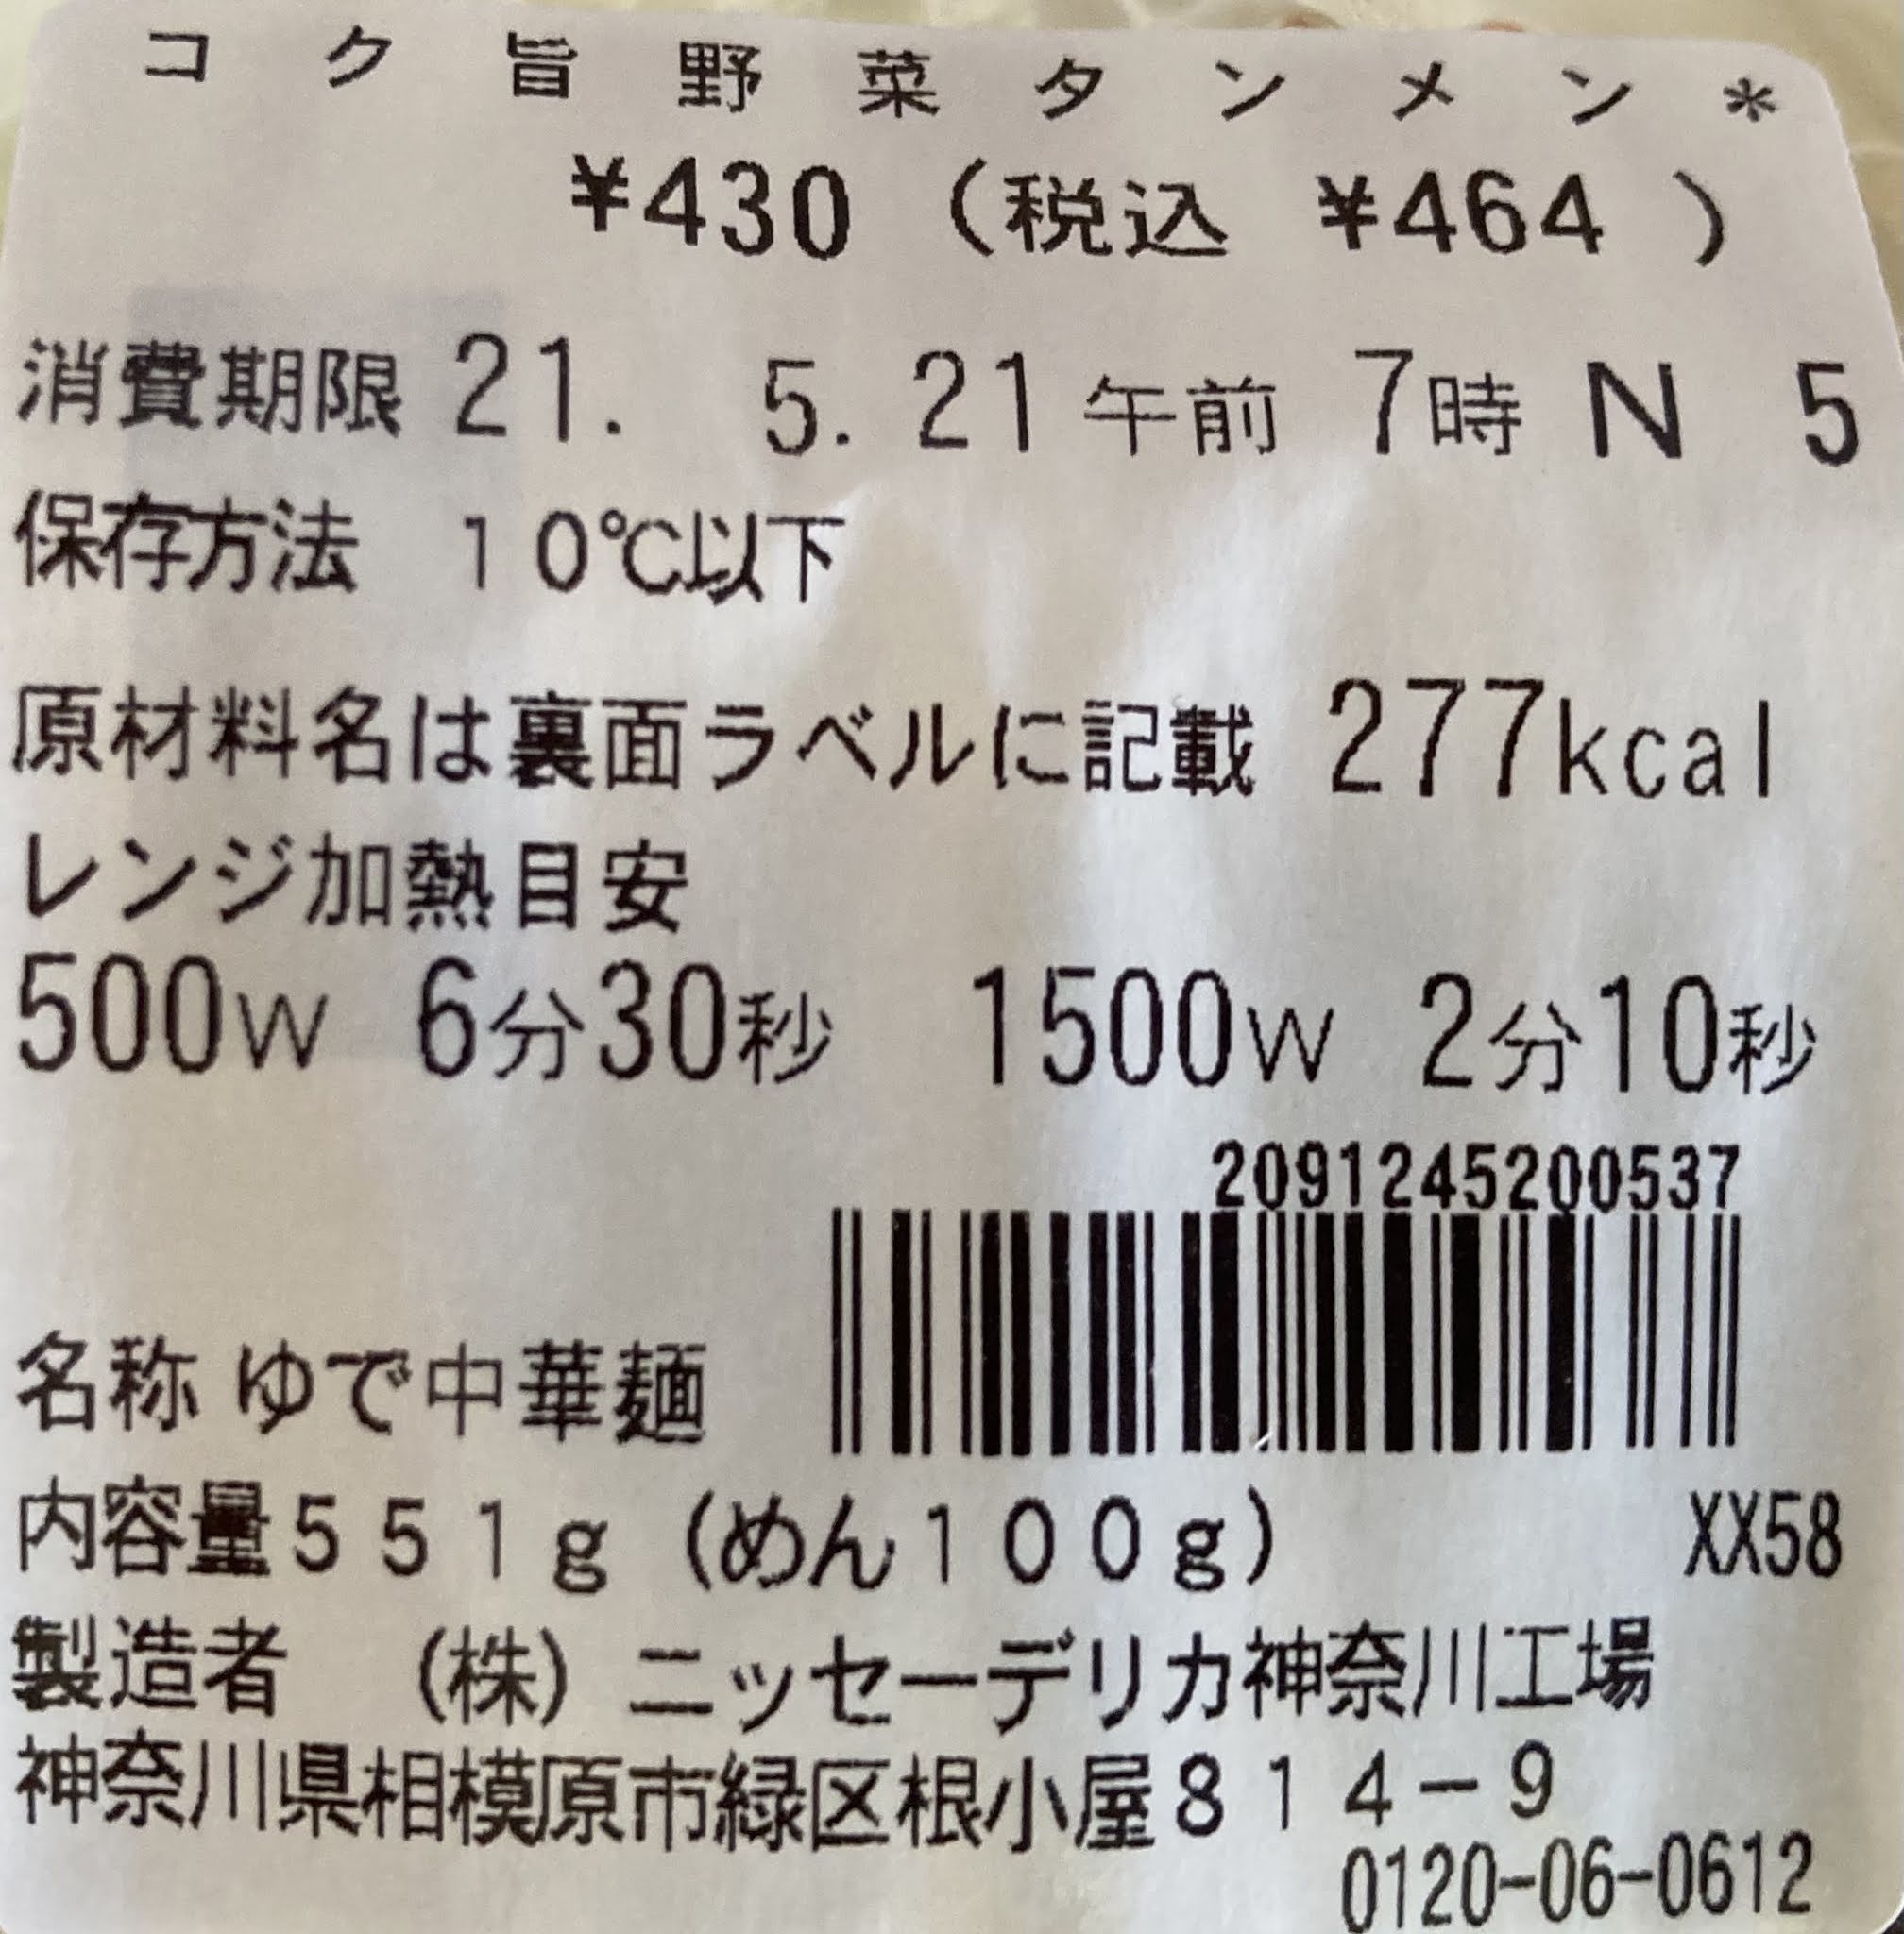 コク旨野菜タンメン*
¥430（税込 ¥464 ）
消費期限 21. 5. 21 午前 7時 N 5
保存方法 10℃以下
原材料名は裏面ラベルに記載 277kcal
レンジ加熱目安
500W 6分30秒 1500W 2分10秒
2091245200537
名称 ゆで中華麺
内容量551g（めん100g） XX58
製造者 （株）ニッセーデリカ神奈川工場
神奈川県相模原市緑区根小屋814-9
0120-06-0612